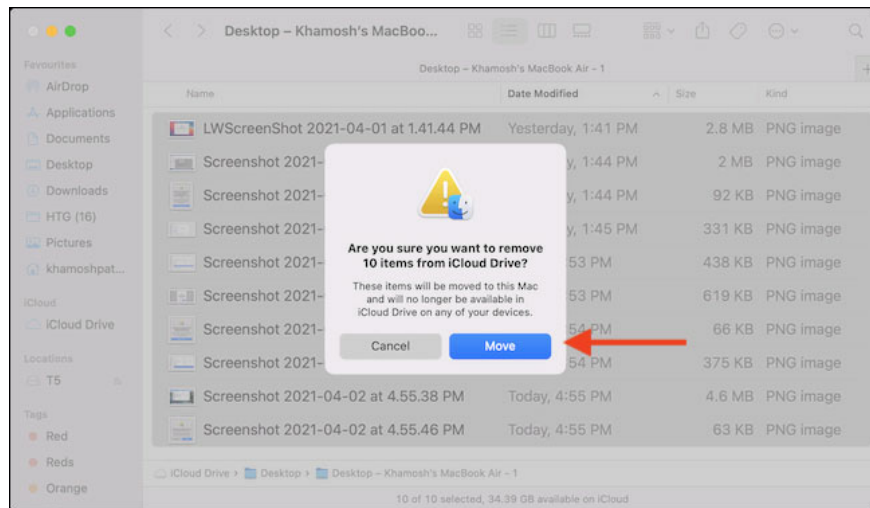 Desktop – Khamosh's MacBoo...
Favourites
Desktop – Khamosh's MacBook Air – 1
AirDrop
Name Date Modified Size Kind
Applications
LWScreenShot 2021-04-01 at 1.41.44 PM Yesterday, 1:41 PM 2.8 MB PNG image
Documents
Desktop
Screenshot 2021- y, 1:44 PM 2 MB PNG image
Downloads
Screenshot 2021- y, 1:44 PM 92 KB PNG image
HTG (16)
Screenshot 2021- y, 1:45 PM 331 KB PNG image
Pictures
Are you sure you want to remove
10 items from iCloud Drive?
khamoshpat...
Screenshot 2021- 53 PM 438 KB PNG image
These items will be moved to this Mac
and will no longer be available in
iCloud Drive on any of your devices.
Screenshot 2021- 53 PM 619 KB PNG image
iCloud
iCloud Drive
Screenshot 2021- 54 PM 66 KB PNG image
Cancel Move
Locations
Screenshot 2021- 54 PM 375 KB PNG image
T5
Screenshot 2021-04-02 at 4.55.38 PM Today, 4:55 PM 4.6 MB PNG image
Tags
Red
Screenshot 2021-04-02 at 4.55.46 PM Today, 4:55 PM 63 KB PNG image
Reds
iCloud Drive › Desktop › Desktop – Khamosh's MacBook Air – 1
Orange
10 of 10 selected, 34.39 GB available on iCloud